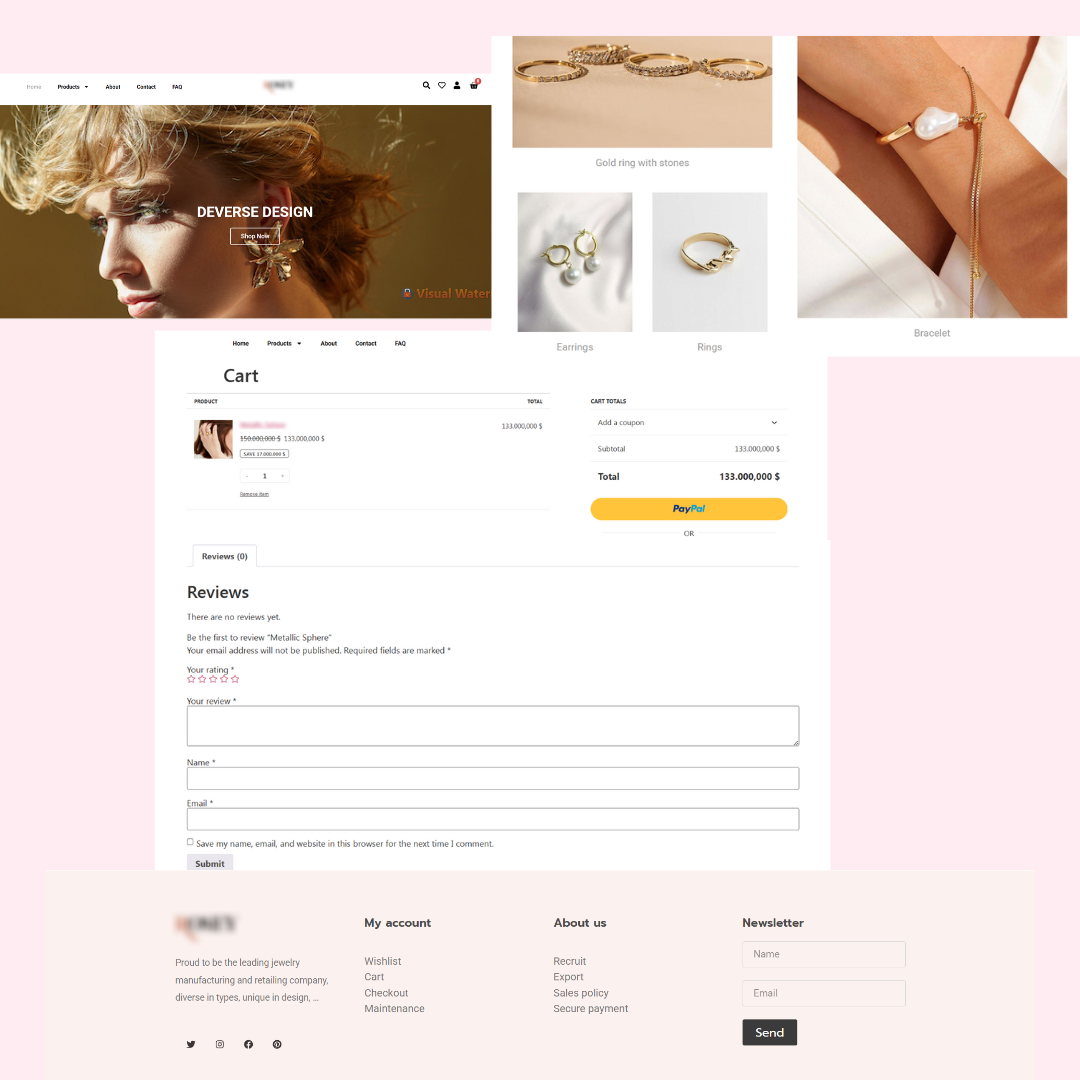 Home Products About Contact FAQ
DEVERSE DESIGN
Shop Now
Visual Water
Gold ring with stones
Earrings
Rings
Bracelet
Home Products About Contact FAQ
Cart
PRODUCT TOTAL
150.000,000 $ 133.000,000 $ 133.000,000 $
SAVE 17.000.000 $
- 1 +
Remove item
CART TOTALS
Add a coupon
Subtotal 133.000,000 $
Total 133.000,000 $
PayPal
OR
Reviews (0)
Reviews
There are no reviews yet.
Be the first to review “Metallic Sphere”
Your email address will not be published. Required fields are marked *
Your rating *
Your review *
Name *
Email *
Save my name, email, and website in this browser for the next time I comment.
Submit
Proud to be the leading jewelry
manufacturing and retailing company,
diverse in types, unique in design, ...
My account
Wishlist
Cart
Checkout
Maintenance
About us
Recruit
Export
Sales policy
Secure payment
Newsletter
Name
Email
Send